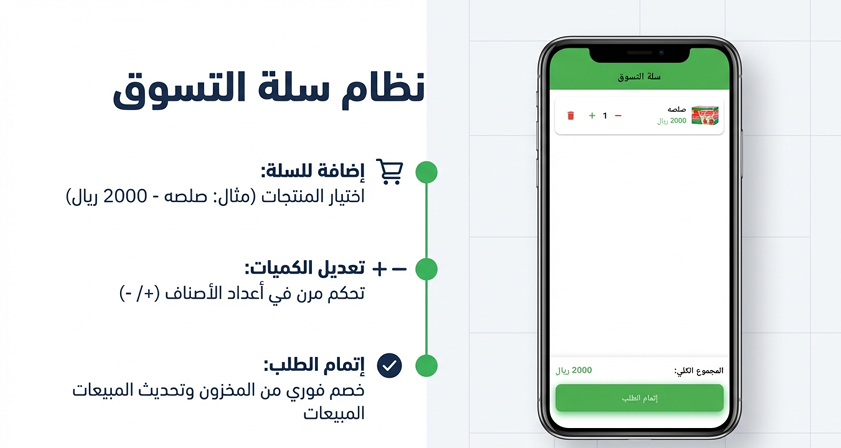 نظام سلة التسوق
إضافة للسلة:
اختيار المنتجات (مثال: صلصه - 2000 ريال)
تعديل الكميات:
تحكم مرن في أعداد الأصناف (+/ -)
إتمام الطلب:
خصم فوري من المخزون وتحديث المبيعات
المبيعات
سلة التسوق
صلصه
2000 ريال
− 1 +
المجموع الكلي: 2000 ريال
إتمام الطلب